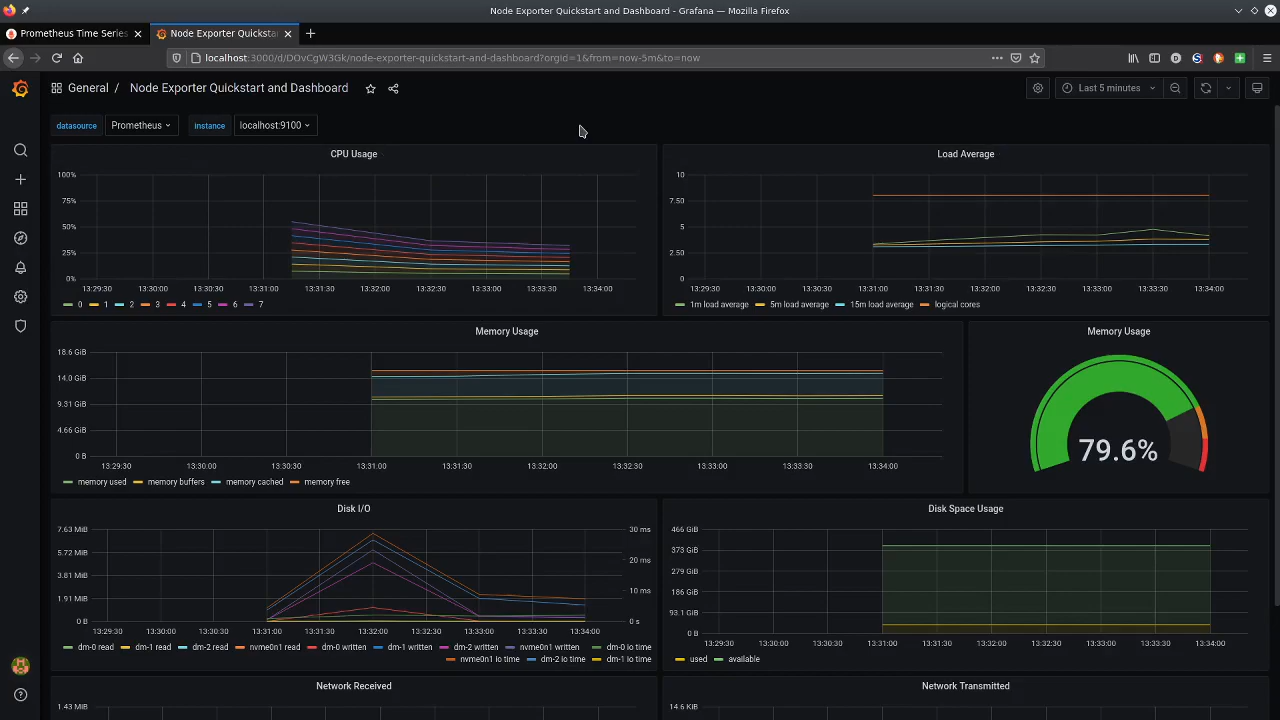 Node Exporter Quickstart and Dashboard - Grafana — Mozilla Firefox
Prometheus Time Series
Node Exporter Quickstar
localhost:3000/d/DOvCgW3Gk/node-exporter-quickstart-and-dashboard?orgId=1&from=now-5m&to=now
General / Node Exporter Quickstart and Dashboard
Last 5 minutes
datasource Prometheus instance localhost:9100
CPU Usage
100%
75%
50%
25%
0%
13:29:30 13:30:00 13:30:30 13:31:00 13:31:30 13:32:00 13:32:30 13:33:00 13:33:30 13:34:00
0 1 2 3 4 5 6 7
Load Average
10
7.50
5
2.50
0
13:29:30 13:30:00 13:30:30 13:31:00 13:31:30 13:32:00 13:32:30 13:33:00 13:33:30 13:34:00
1m load average 5m load average 15m load average logical cores
Memory Usage
18.6 GiB
14.0 GiB
9.31 GiB
4.66 GiB
0 B
13:29:30 13:30:00 13:30:30 13:31:00 13:31:30 13:32:00 13:32:30 13:33:00 13:33:30 13:34:00
memory used memory buffers memory cached memory free
Memory Usage
79.6%
Disk I/O
7.63 MiB
5.72 MiB
3.81 MiB
1.91 MiB
0 B
30 ms
20 ms
10 ms
0 s
13:29:30 13:30:00 13:30:30 13:31:00 13:31:30 13:32:00 13:32:30 13:33:00 13:33:30 13:34:00
dm-0 read dm-1 read dm-2 read nvme0n1 read dm-0 written dm-1 written dm-2 written nvme0n1 written dm-0 io time
nvme0n1 io time dm-2 io time dm-1 io time
Disk Space Usage
466 GiB
373 GiB
279 GiB
186 GiB
93.1 GiB
0 B
13:29:30 13:30:00 13:30:30 13:31:00 13:31:30 13:32:00 13:32:30 13:33:00 13:33:30 13:34:00
used available
Network Received
1.43 MiB
Network Transmitted
14.6 KiB